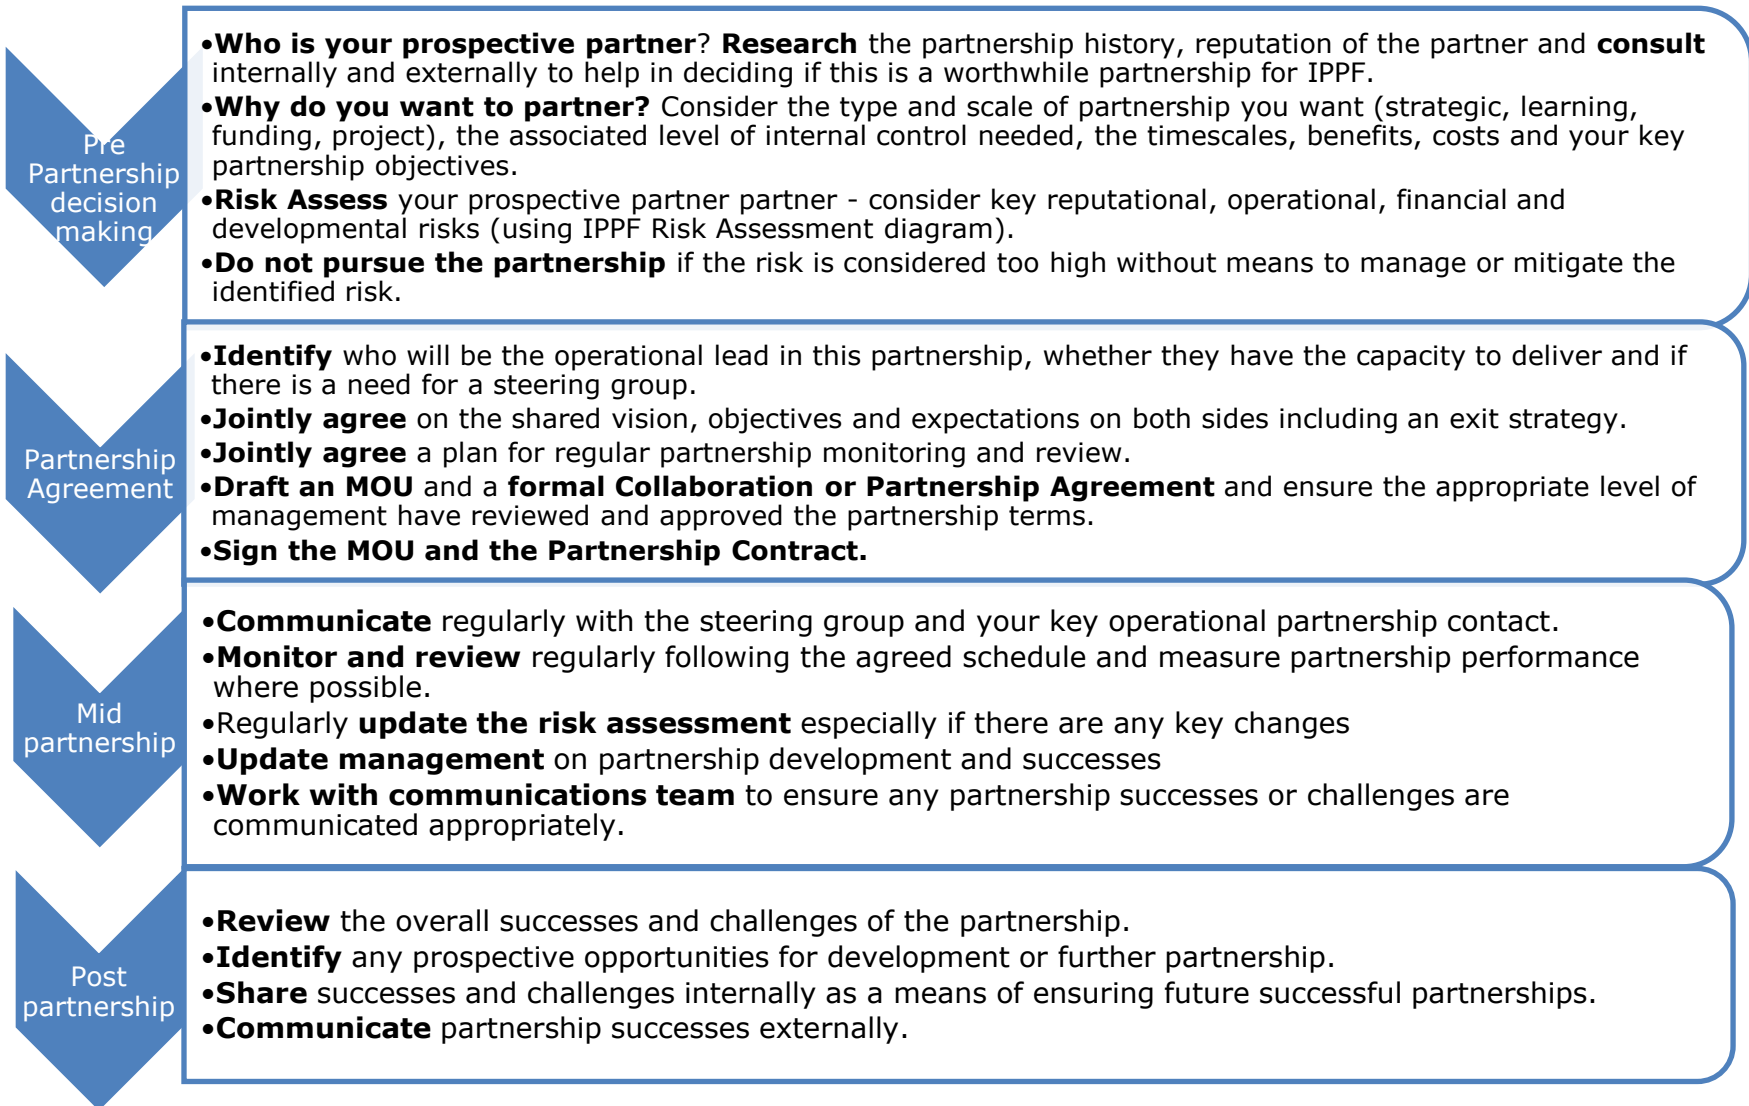 Pre
Partnership
decision
making
•Who is your prospective partner? Research the partnership history, reputation of the partner and consult
internally and externally to help in deciding if this is a worthwhile partnership for IPPF.
•Why do you want to partner? Consider the type and scale of partnership you want (strategic, learning,
funding, project), the associated level of internal control needed, the timescales, benefits, costs and your key
partnership objectives.
•Risk Assess your prospective partner partner - consider key reputational, operational, financial and
developmental risks (using IPPF Risk Assessment diagram).
•Do not pursue the partnership if the risk is considered too high without means to manage or mitigate the
identified risk.
Partnership
Agreement
•Identify who will be the operational lead in this partnership, whether they have the capacity to deliver and if
there is a need for a steering group.
•Jointly agree on the shared vision, objectives and expectations on both sides including an exit strategy.
•Jointly agree a plan for regular partnership monitoring and review.
•Draft an MOU and a formal Collaboration or Partnership Agreement and ensure the appropriate level of
management have reviewed and approved the partnership terms.
•Sign the MOU and the Partnership Contract.
Mid
partnership
•Communicate regularly with the steering group and your key operational partnership contact.
•Monitor and review regularly following the agreed schedule and measure partnership performance
where possible.
•Regularly update the risk assessment especially if there are any key changes
•Update management on partnership development and successes
•Work with communications team to ensure any partnership successes or challenges are
communicated appropriately.
Post
partnership
•Review the overall successes and challenges of the partnership.
•Identify any prospective opportunities for development or further partnership.
•Share successes and challenges internally as a means of ensuring future successful partnerships.
•Communicate partnership successes externally.